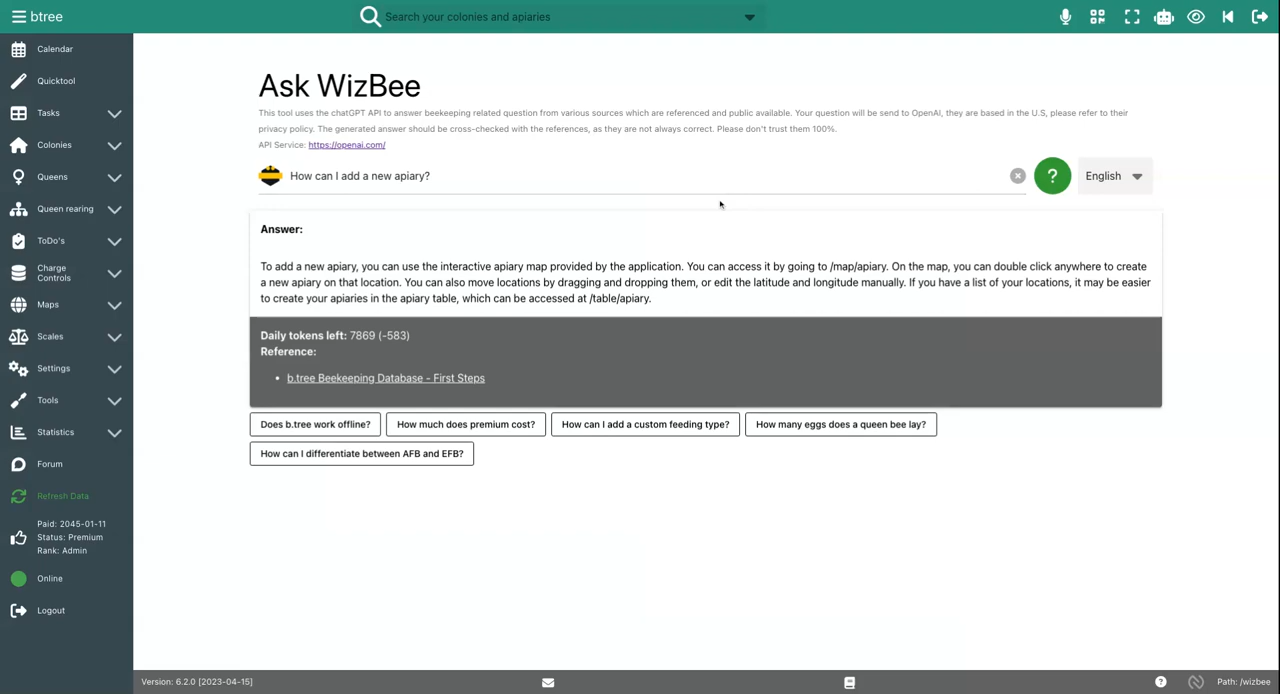 btree
Search your colonies and apiaries
Calendar
Quicktool
Tasks
Colonies
Queens
Queen rearing
ToDo's
Charge
Controls
Maps
Scales
Settings
Tools
Statistics
Forum
Refresh Data
Paid: 2045-01-11
Status: Premium
Rank: Admin
Online
Logout
Ask WizBee
This tool uses the chatGPT API to answer beekeeping related question from various sources which are referenced and public available. Your question will be send to OpenAI, they are based in the U.S, please refer to their
privacy policy. The generated answer should be cross-checked with the references, as they are not always correct. Please don't trust them 100%.
API Service: https://openai.com/
How can I add a new apiary?
?
English
Answer:
To add a new apiary, you can use the interactive apiary map provided by the application. You can access it by going to /map/apiary. On the map, you can double click anywhere to create
a new apiary on that location. You can also move locations by dragging and dropping them, or edit the latitude and longitude manually. If you have a list of your locations, it may be easier
to create your apiaries in the apiary table, which can be accessed at /table/apiary.
Daily tokens left: 7869 (-583)
Reference:
• b.tree Beekeeping Database - First Steps
Does b.tree work offline? How much does premium cost? How can I add a custom feeding type? How many eggs does a queen bee lay?
How can I differentiate between AFB and EFB?
Version: 6.2.0 [2023-04-15]
? Path: /wizbee